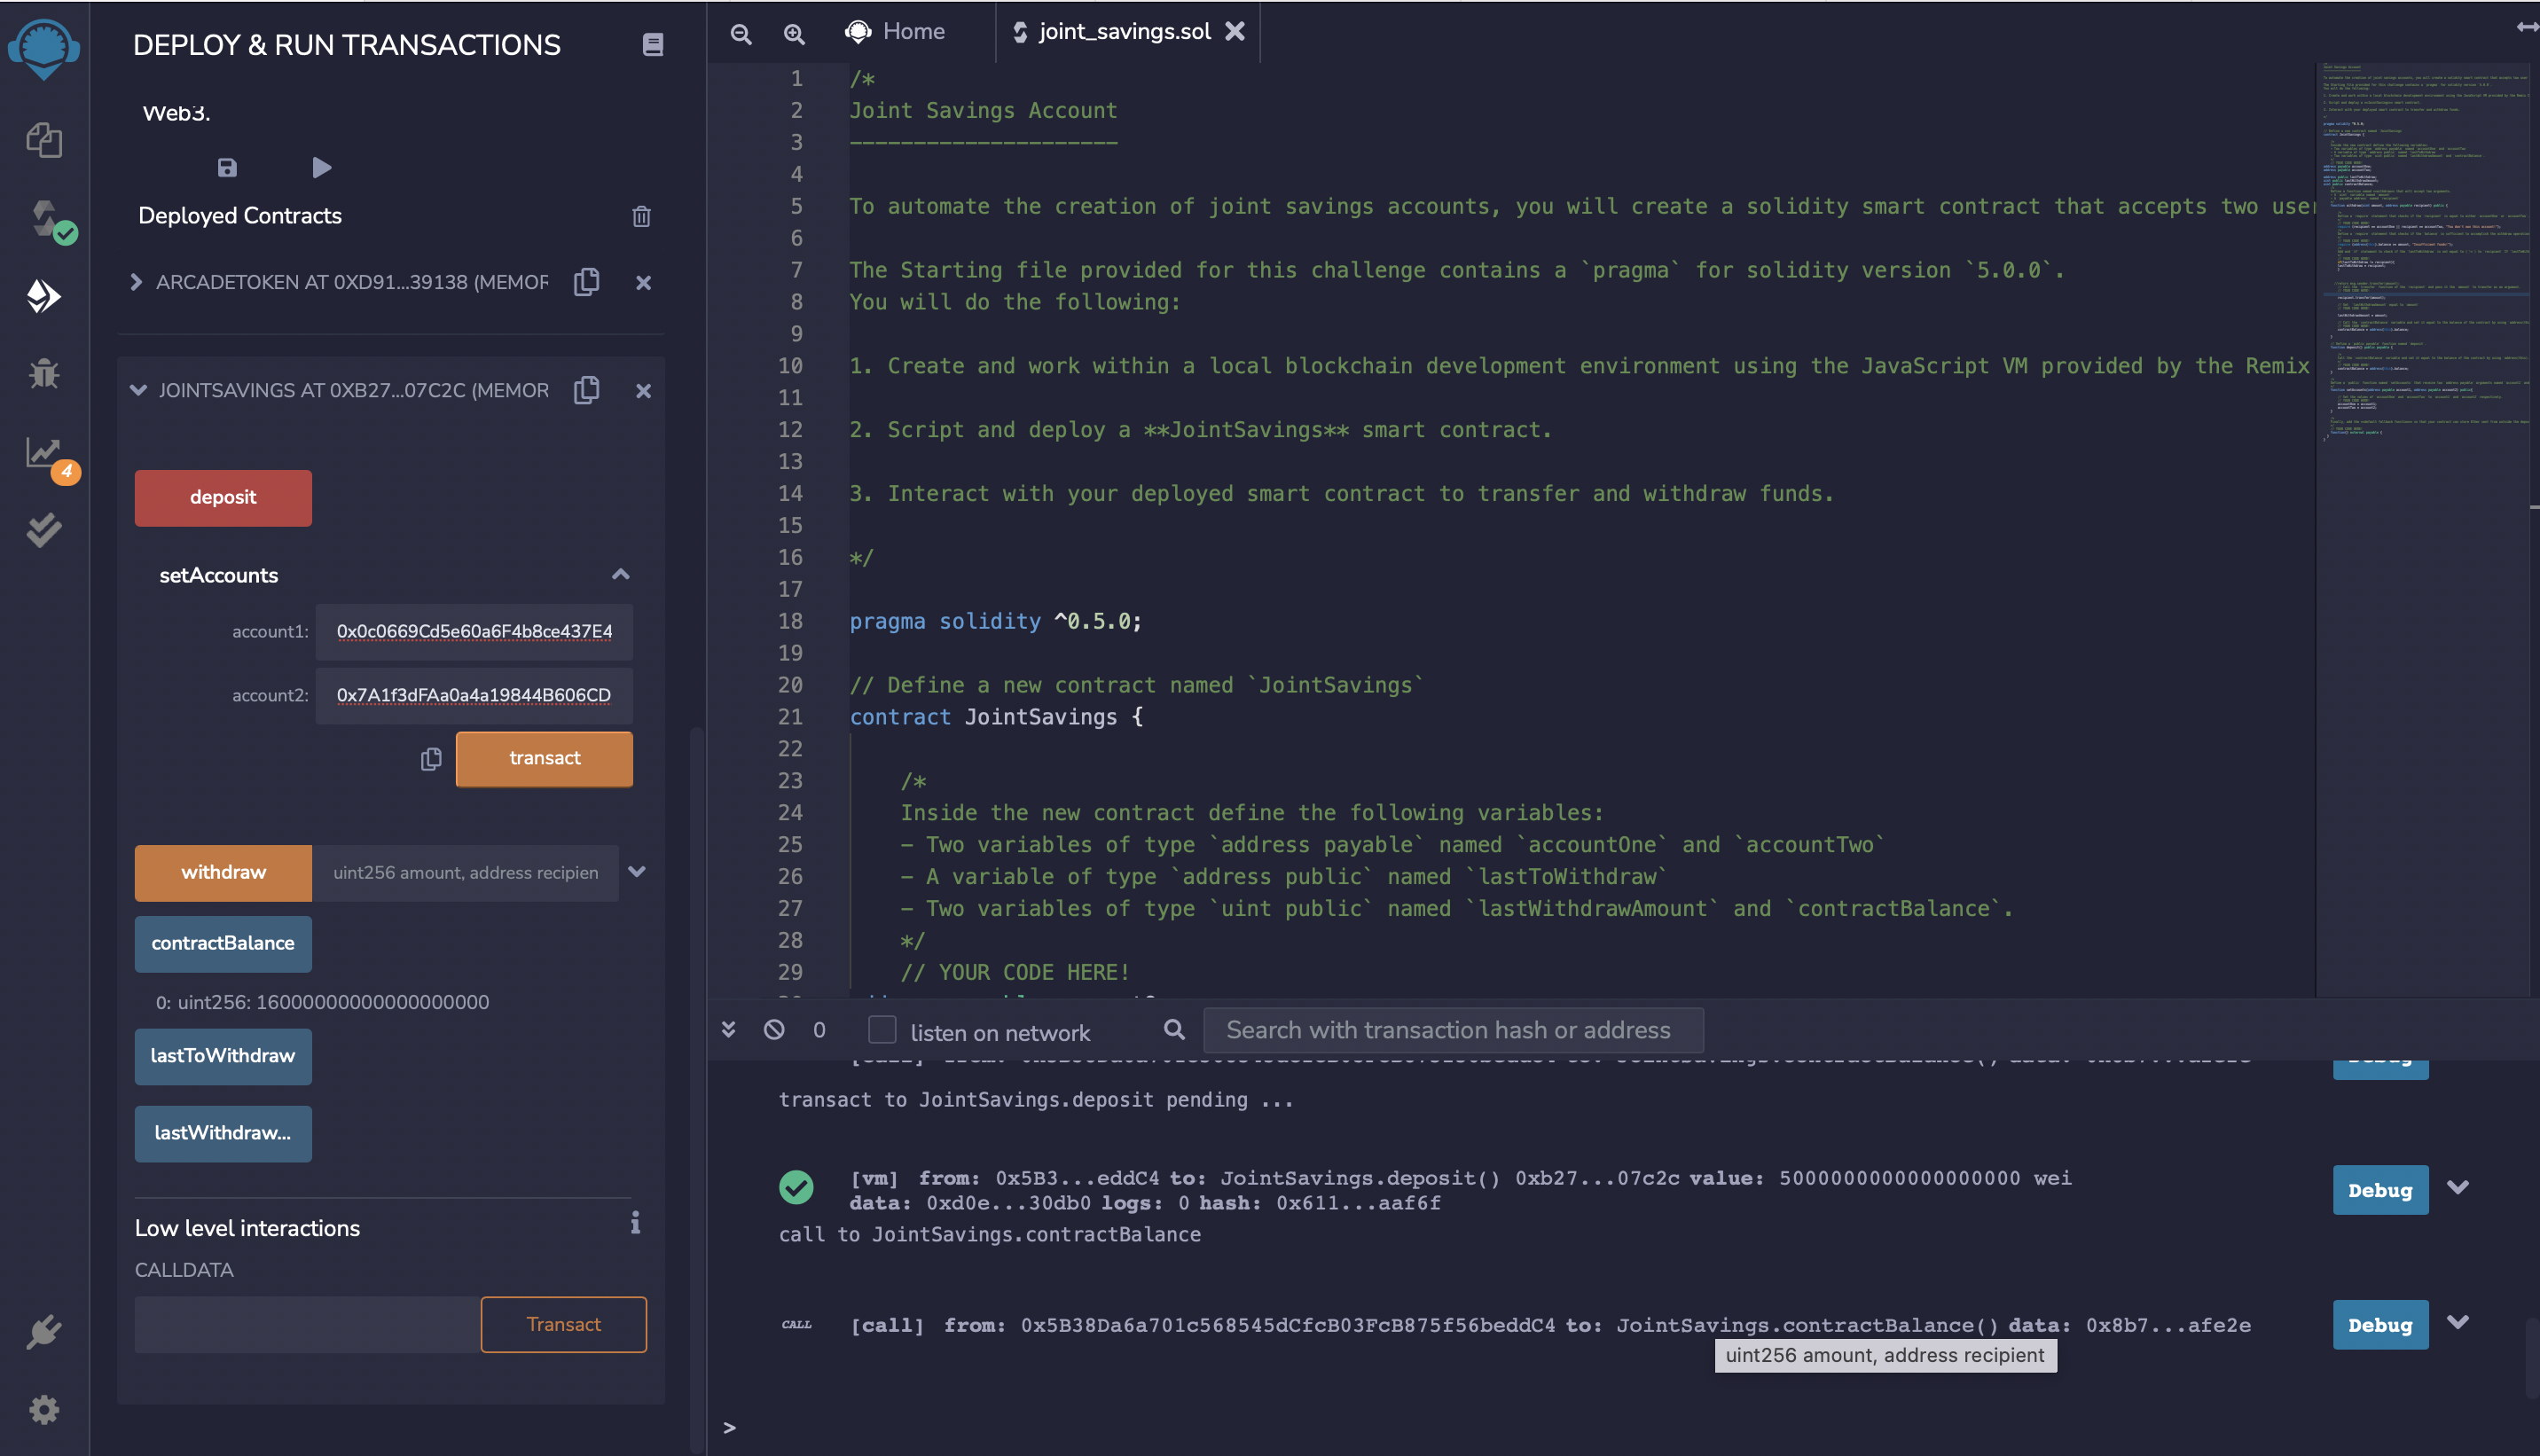 DEPLOY & RUN TRANSACTIONS
Web3.
Deployed Contracts
ARCADETOKEN AT 0XD91...39138 (MEMOR
JOINTSAVINGS AT 0XB27...07C2C (MEMOR
4
deposit
setAccounts
account1: 0x0c0669Cd5e60a6F4b8ce437E4
account2: 0x7A1f3dFAa0a4a19844B606CD
transact
withdraw uint256 amount, address recipien
contractBalance
0: uint256: 16000000000000000000
lastToWithdraw
lastWithdraw...
Low level interactions
i
CALLDATA
Transact
Home
joint_savings.sol
1 /*
2 Joint Savings Account
3 ---------------------
4
5 To automate the creation of joint savings accounts, you will create a solidity smart contract that accepts two user
6
7 The Starting file provided for this challenge contains a `pragma` for solidity version `5.0.0`.
8 You will do the following:
9
10 1. Create and work within a local blockchain development environment using the JavaScript VM provided by the Remix
11
12 2. Script and deploy a **JointSavings** smart contract.
13
14 3. Interact with your deployed smart contract to transfer and withdraw funds.
15
16 */
17
18 pragma solidity ^0.5.0;
19
20 // Define a new contract named `JointSavings`
21 contract JointSavings {
22
23 /*
24 Inside the new contract define the following variables:
25 - Two variables of type `address payable` named `accountOne` and `accountTwo`
26 - A variable of type `address public` named `lastToWithdraw`
27 - Two variables of type `uint public` named `lastWithdrawAmount` and `contractBalance`.
28 */
29 // YOUR CODE HERE!
0
listen on network
Search with transaction hash or address
transact to JointSavings.deposit pending ...
[vm] from: 0x5B3...eddC4 to: JointSavings.deposit() 0xb27...07c2c value: 5000000000000000000 wei
data: 0xd0e...30db0 logs: 0 hash: 0x611...aaf6f
Debug
call to JointSavings.contractBalance
CALL [call] from: 0x5B38Da6a701c568545dCfcB03FcB875f56beddC4 to: JointSavings.contractBalance() data: 0x8b7...afe2e
Debug
uint256 amount, address recipient
>